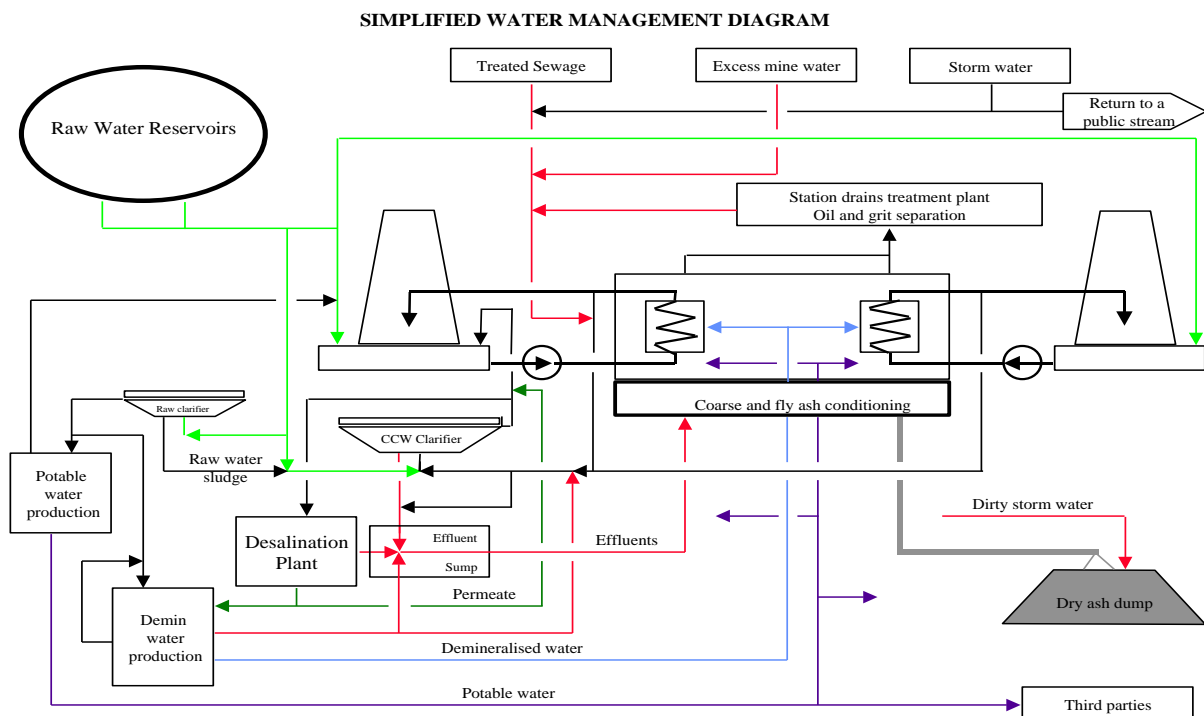 SIMPLIFIED WATER MANAGEMENT DIAGRAM
Treated Sewage
Excess mine water
Storm water
Raw Water Reservoirs
Return to a
public stream
Station drains treatment plant
Oil and grit separation
Raw clarifier
Coarse and fly ash conditioning
CCW Clarifier
Raw water
sludge
Potable
water
production
Dirty storm water
Desalination
Plant
Effluent
Sump
Effluents
Permeate
Dry ash dump
Demin
water
production
Demineralised water
Potable water
Third parties